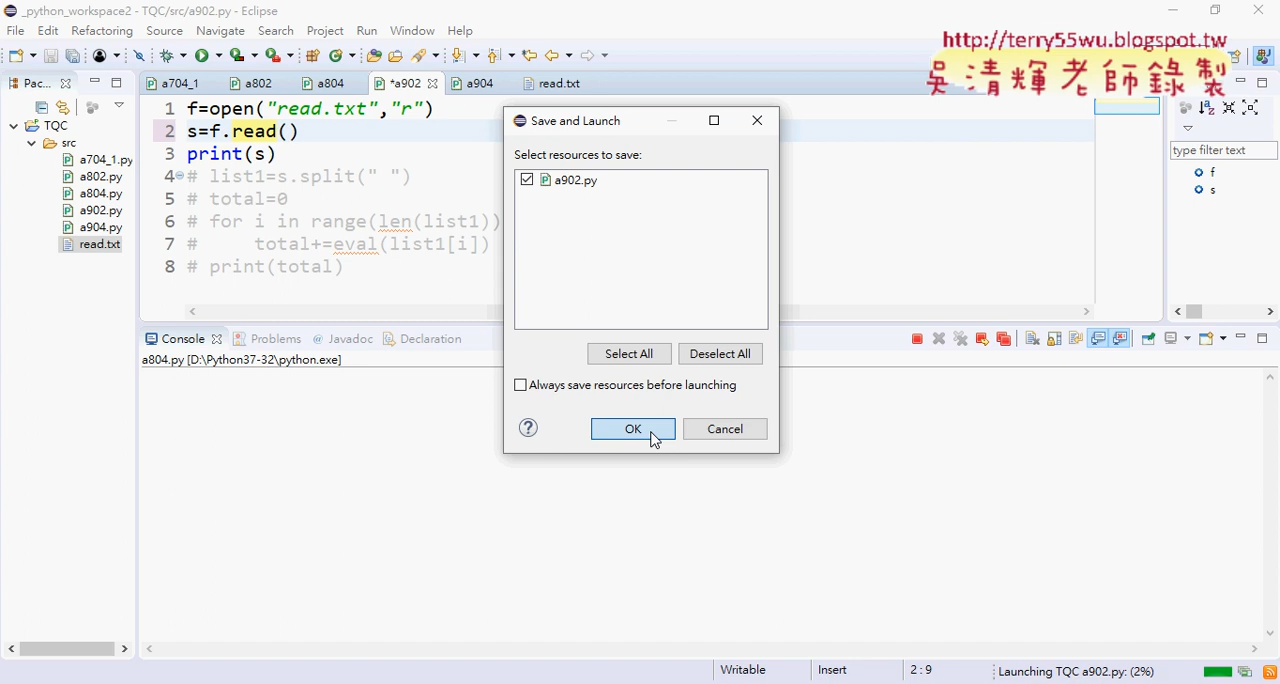 _python_workspace2 - TQC/src/a902.py - Eclipse
File Edit Refactoring Source Navigate Search Project Run Window Help
http://terry55wu.blogspot.tw
吳清輝老師錄製
Pac...
a704_1 a802 a804 *a902 a904 read.txt
TQC
src
a704_1.py
a802.py
a804.py
a902.py
a904.py
read.txt
1 f=open("read.txt","r")
2 s=f.read()
3 print(s)
4 # list1=s.split(" ")
5 # total=0
6 # for i in range(len(list1))
7 #     total+=eval(list1[i])
8 # print(total)
Save and Launch
Select resources to save:
a902.py
Select All Deselect All
Always save resources before launching
OK Cancel
type filter text
f
s
Console Problems @ Javadoc Declaration
a804.py [D:\Python37-32\python.exe]
Writable Insert 2 : 9 Launching TQC a902.py: (2%)